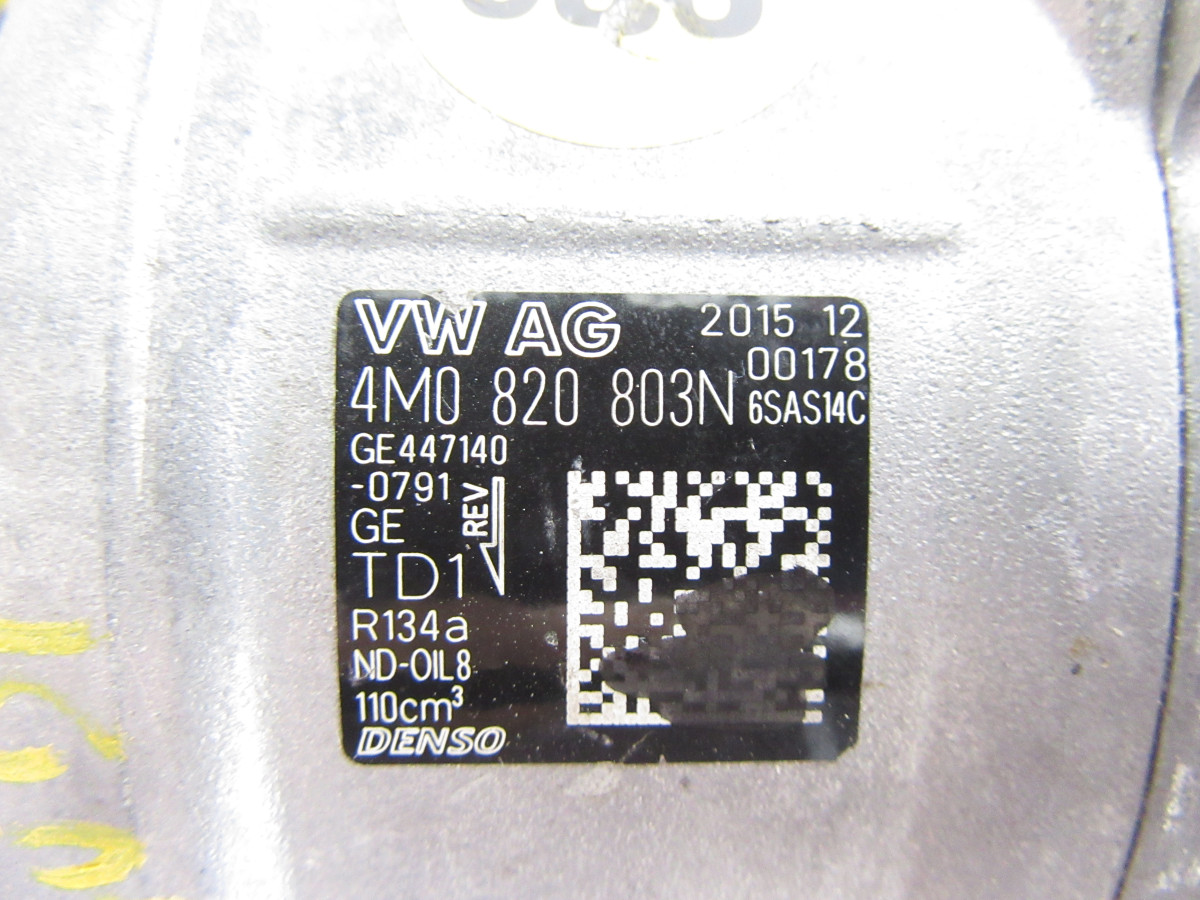 VW AG 2015 12
00178
4M0 820 803N 6SAS14C
GE447140
-0791
REV
GE
TD1
R134a
ND-OIL8
110cm³
DENSO